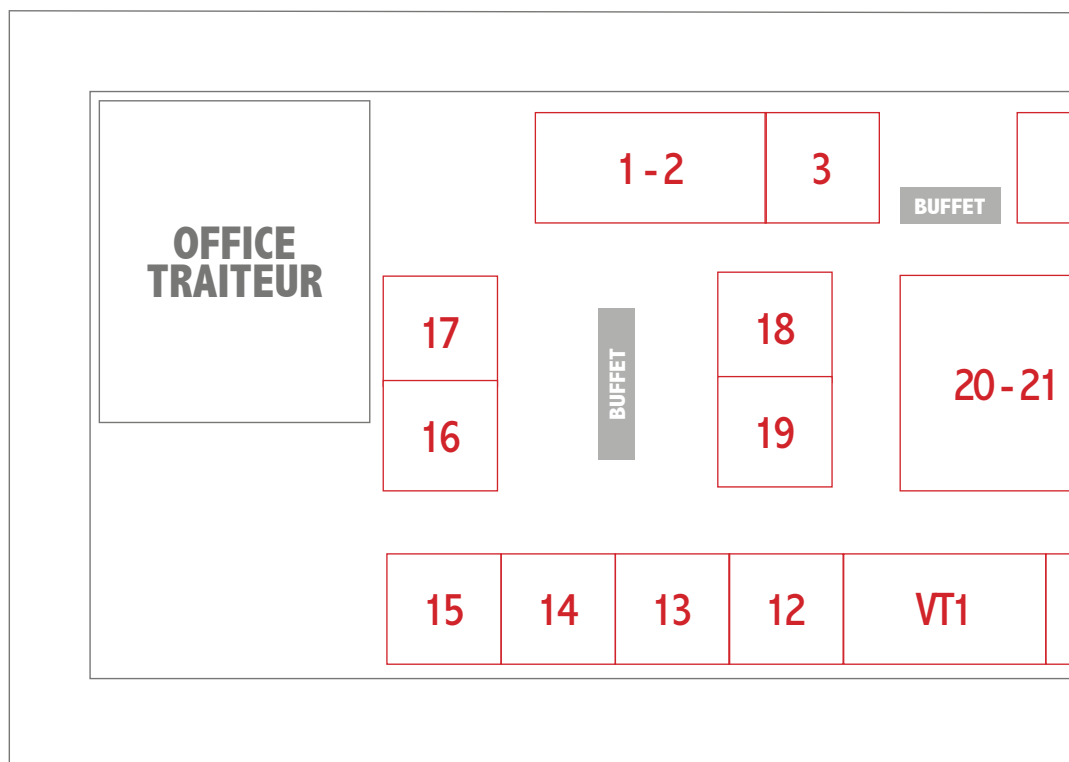 1 - 2
3
BUFFET
OFFICE
TRAITEUR
17
BUFFET
18
20 - 21
16
19
15
14
13
12
VT1